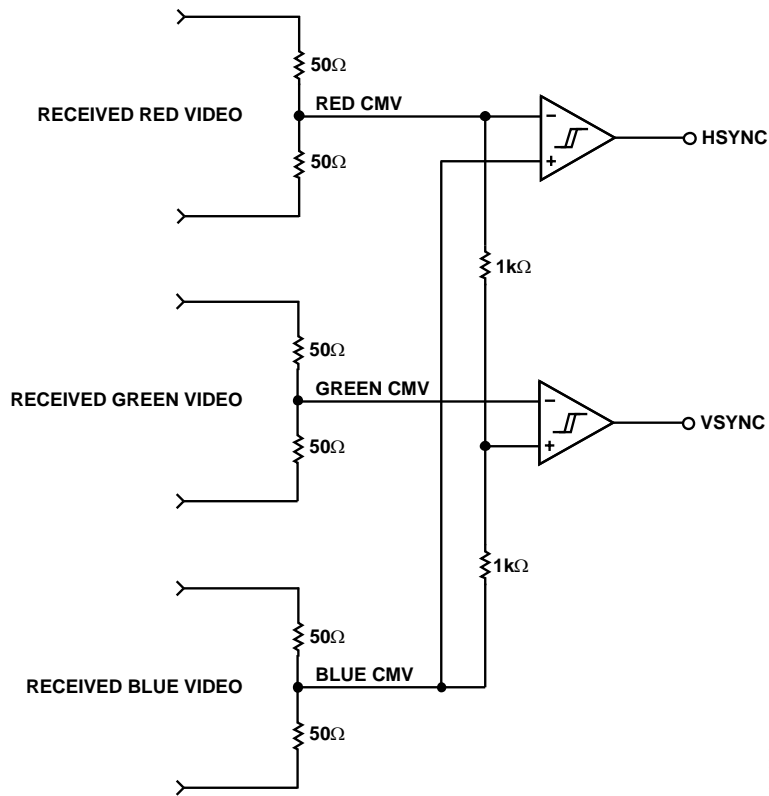 50Ω
RED CMV
RECEIVED RED VIDEO
50Ω
−
+
HSYNC
1kΩ
50Ω
GREEN CMV
RECEIVED GREEN VIDEO
50Ω
−
+
VSYNC
1kΩ
50Ω
BLUE CMV
RECEIVED BLUE VIDEO
50Ω